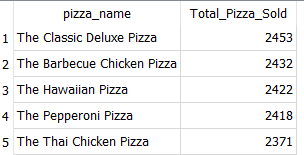 pizza_name Total_Pizza_Sold
1 The Classic Deluxe Pizza 2453
2 The Barbecue Chicken Pizza 2432
3 The Hawaiian Pizza 2422
4 The Pepperoni Pizza 2418
5 The Thai Chicken Pizza 2371